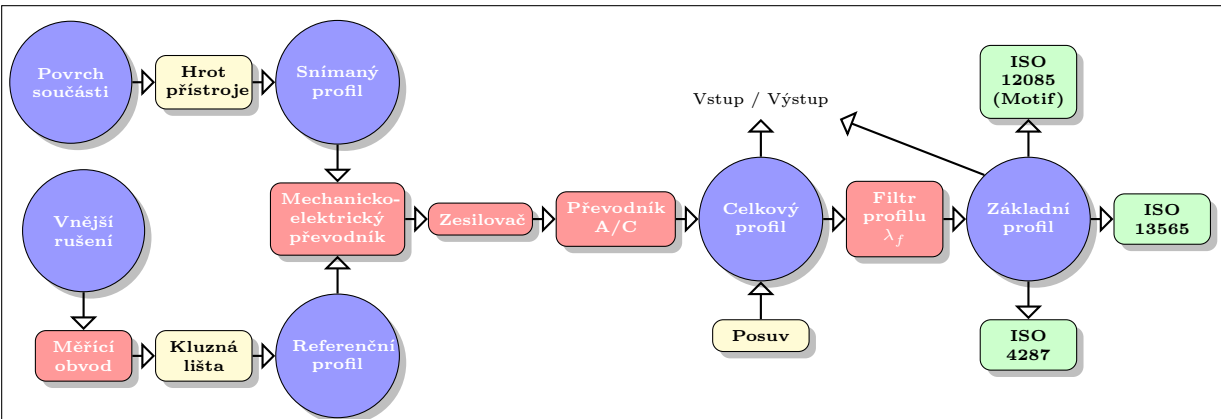 Povrch
součásti
Hrot
přístroje
Snímaný
profil
Vstup / Výstup
ISO
12085
(Motif)
Vnější
rušení
Mechanicko-
elektrický
převodník
Zesilovač
Převodník
A/C
Celkový
profil
Filtr
profilu
λf
Základní
profil
ISO
13565
Měřící
obvod
Kluzná
lišta
Referenční
profil
Posuv
ISO
4287